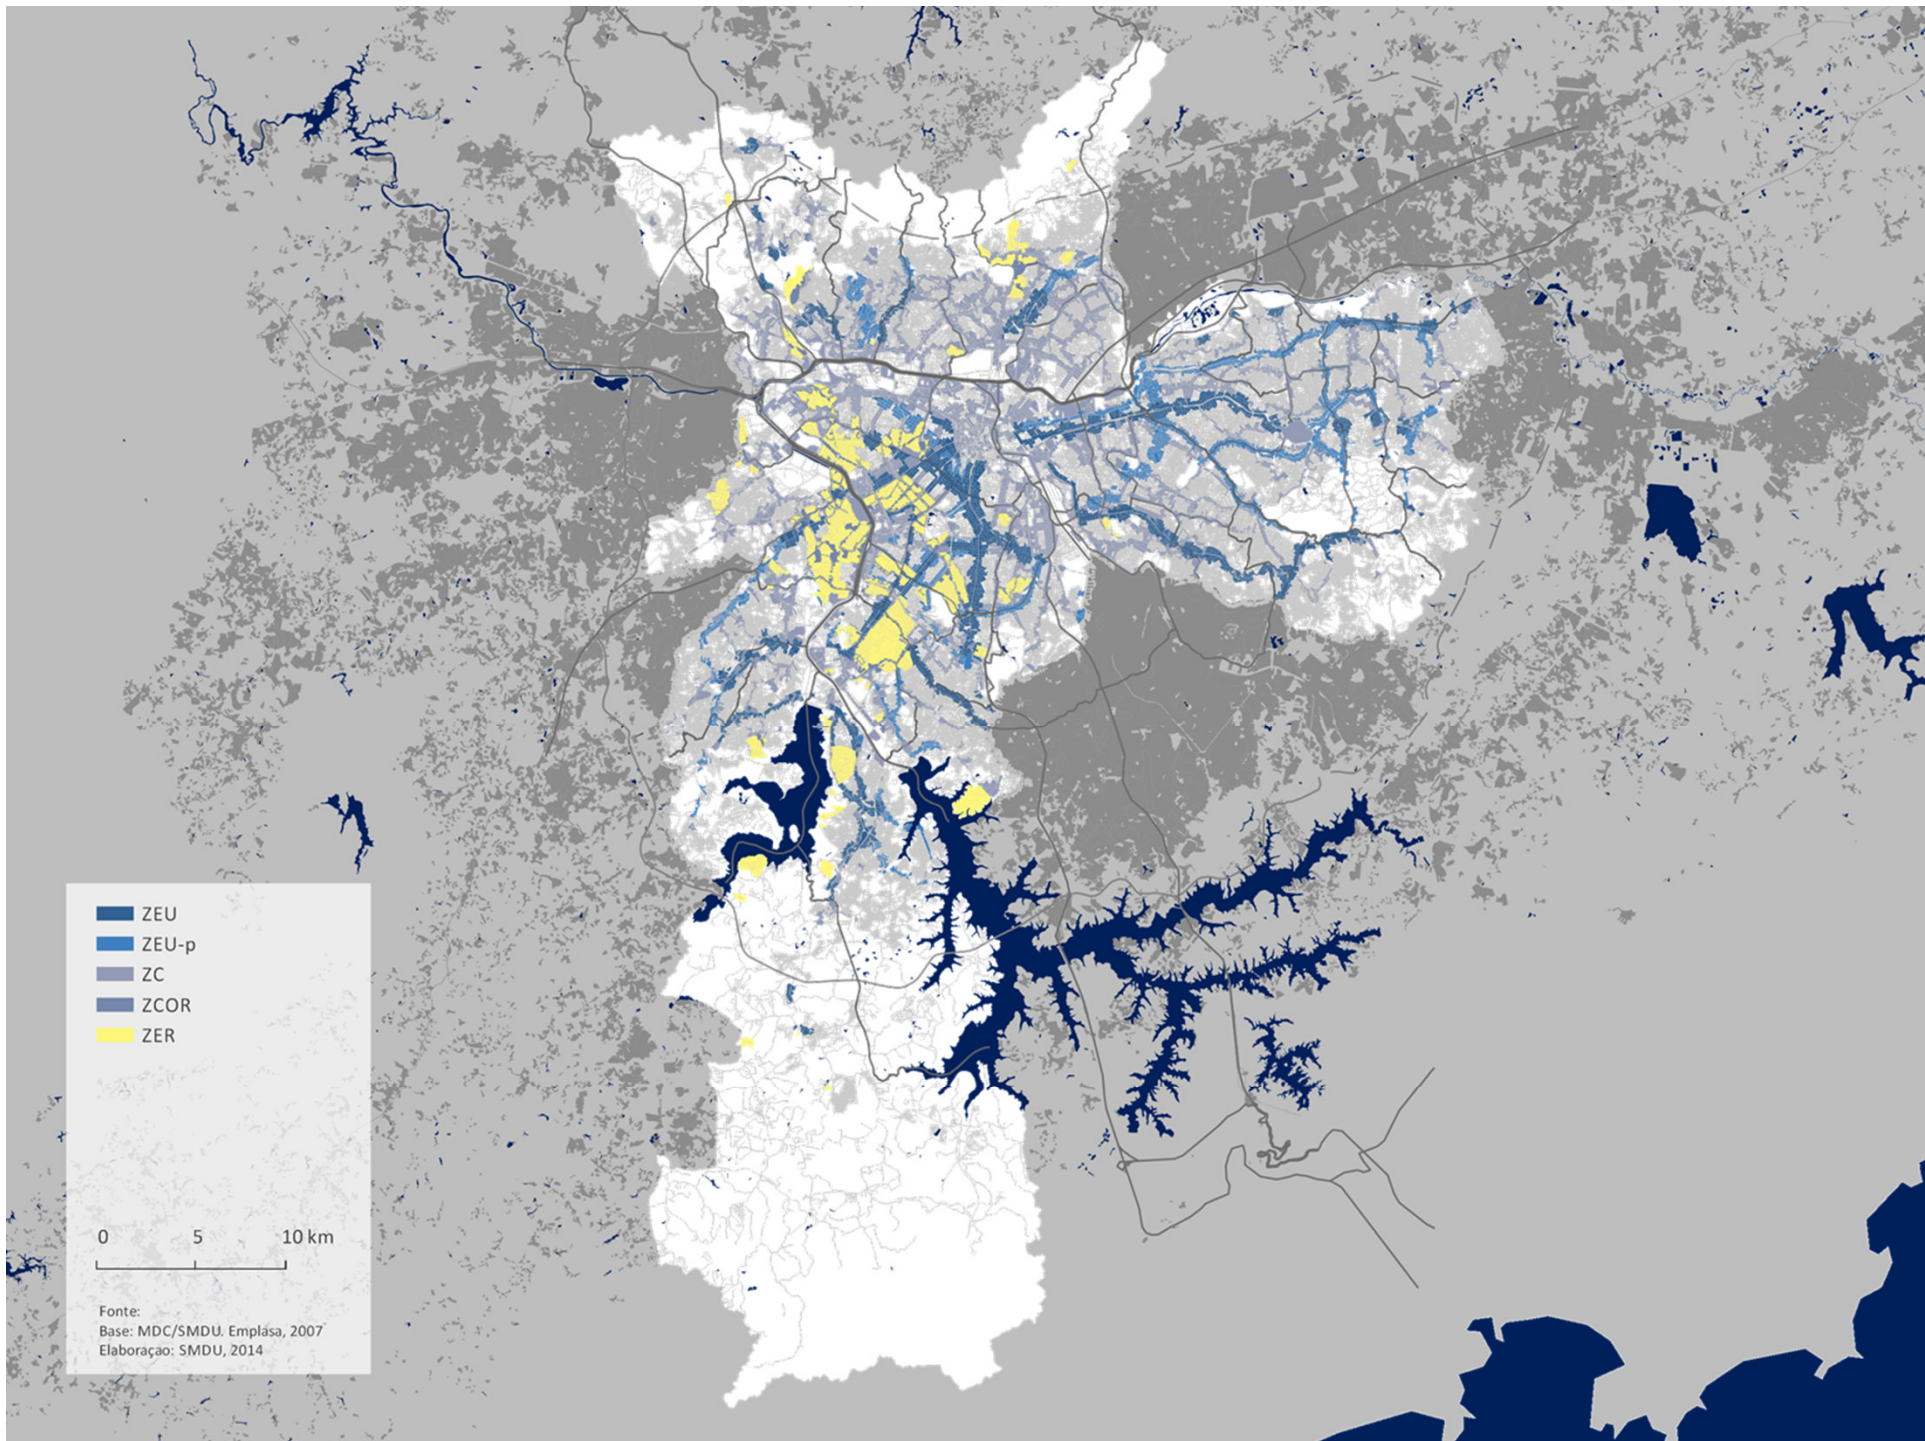 ZEU
ZEU-p
ZC
ZCOR
ZER
0 5 10 km
Fonte:
Base: MDC/SMDU. Emplasa, 2007
Elaboraçao: SMDU, 2014